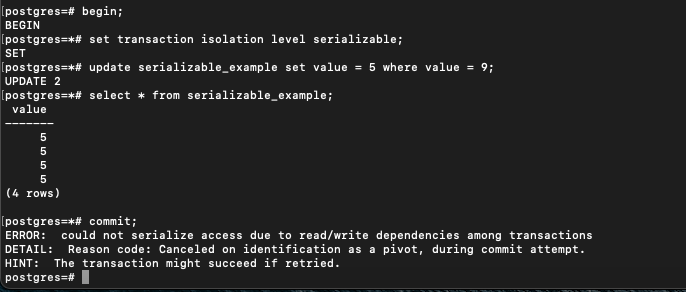 [postgres=# begin;
BEGIN
[postgres=*# set transaction isolation level serializable;
SET
[postgres=*# update serializable_example set value = 5 where value = 9;
UPDATE 2
[postgres=*# select * from serializable_example;
 value
-------
     5
     5
     5
     5
(4 rows)

[postgres=*# commit;
ERROR:  could not serialize access due to read/write dependencies among transactions
DETAIL:  Reason code: Canceled on identification as a pivot, during commit attempt.
HINT:  The transaction might succeed if retried.
postgres=#